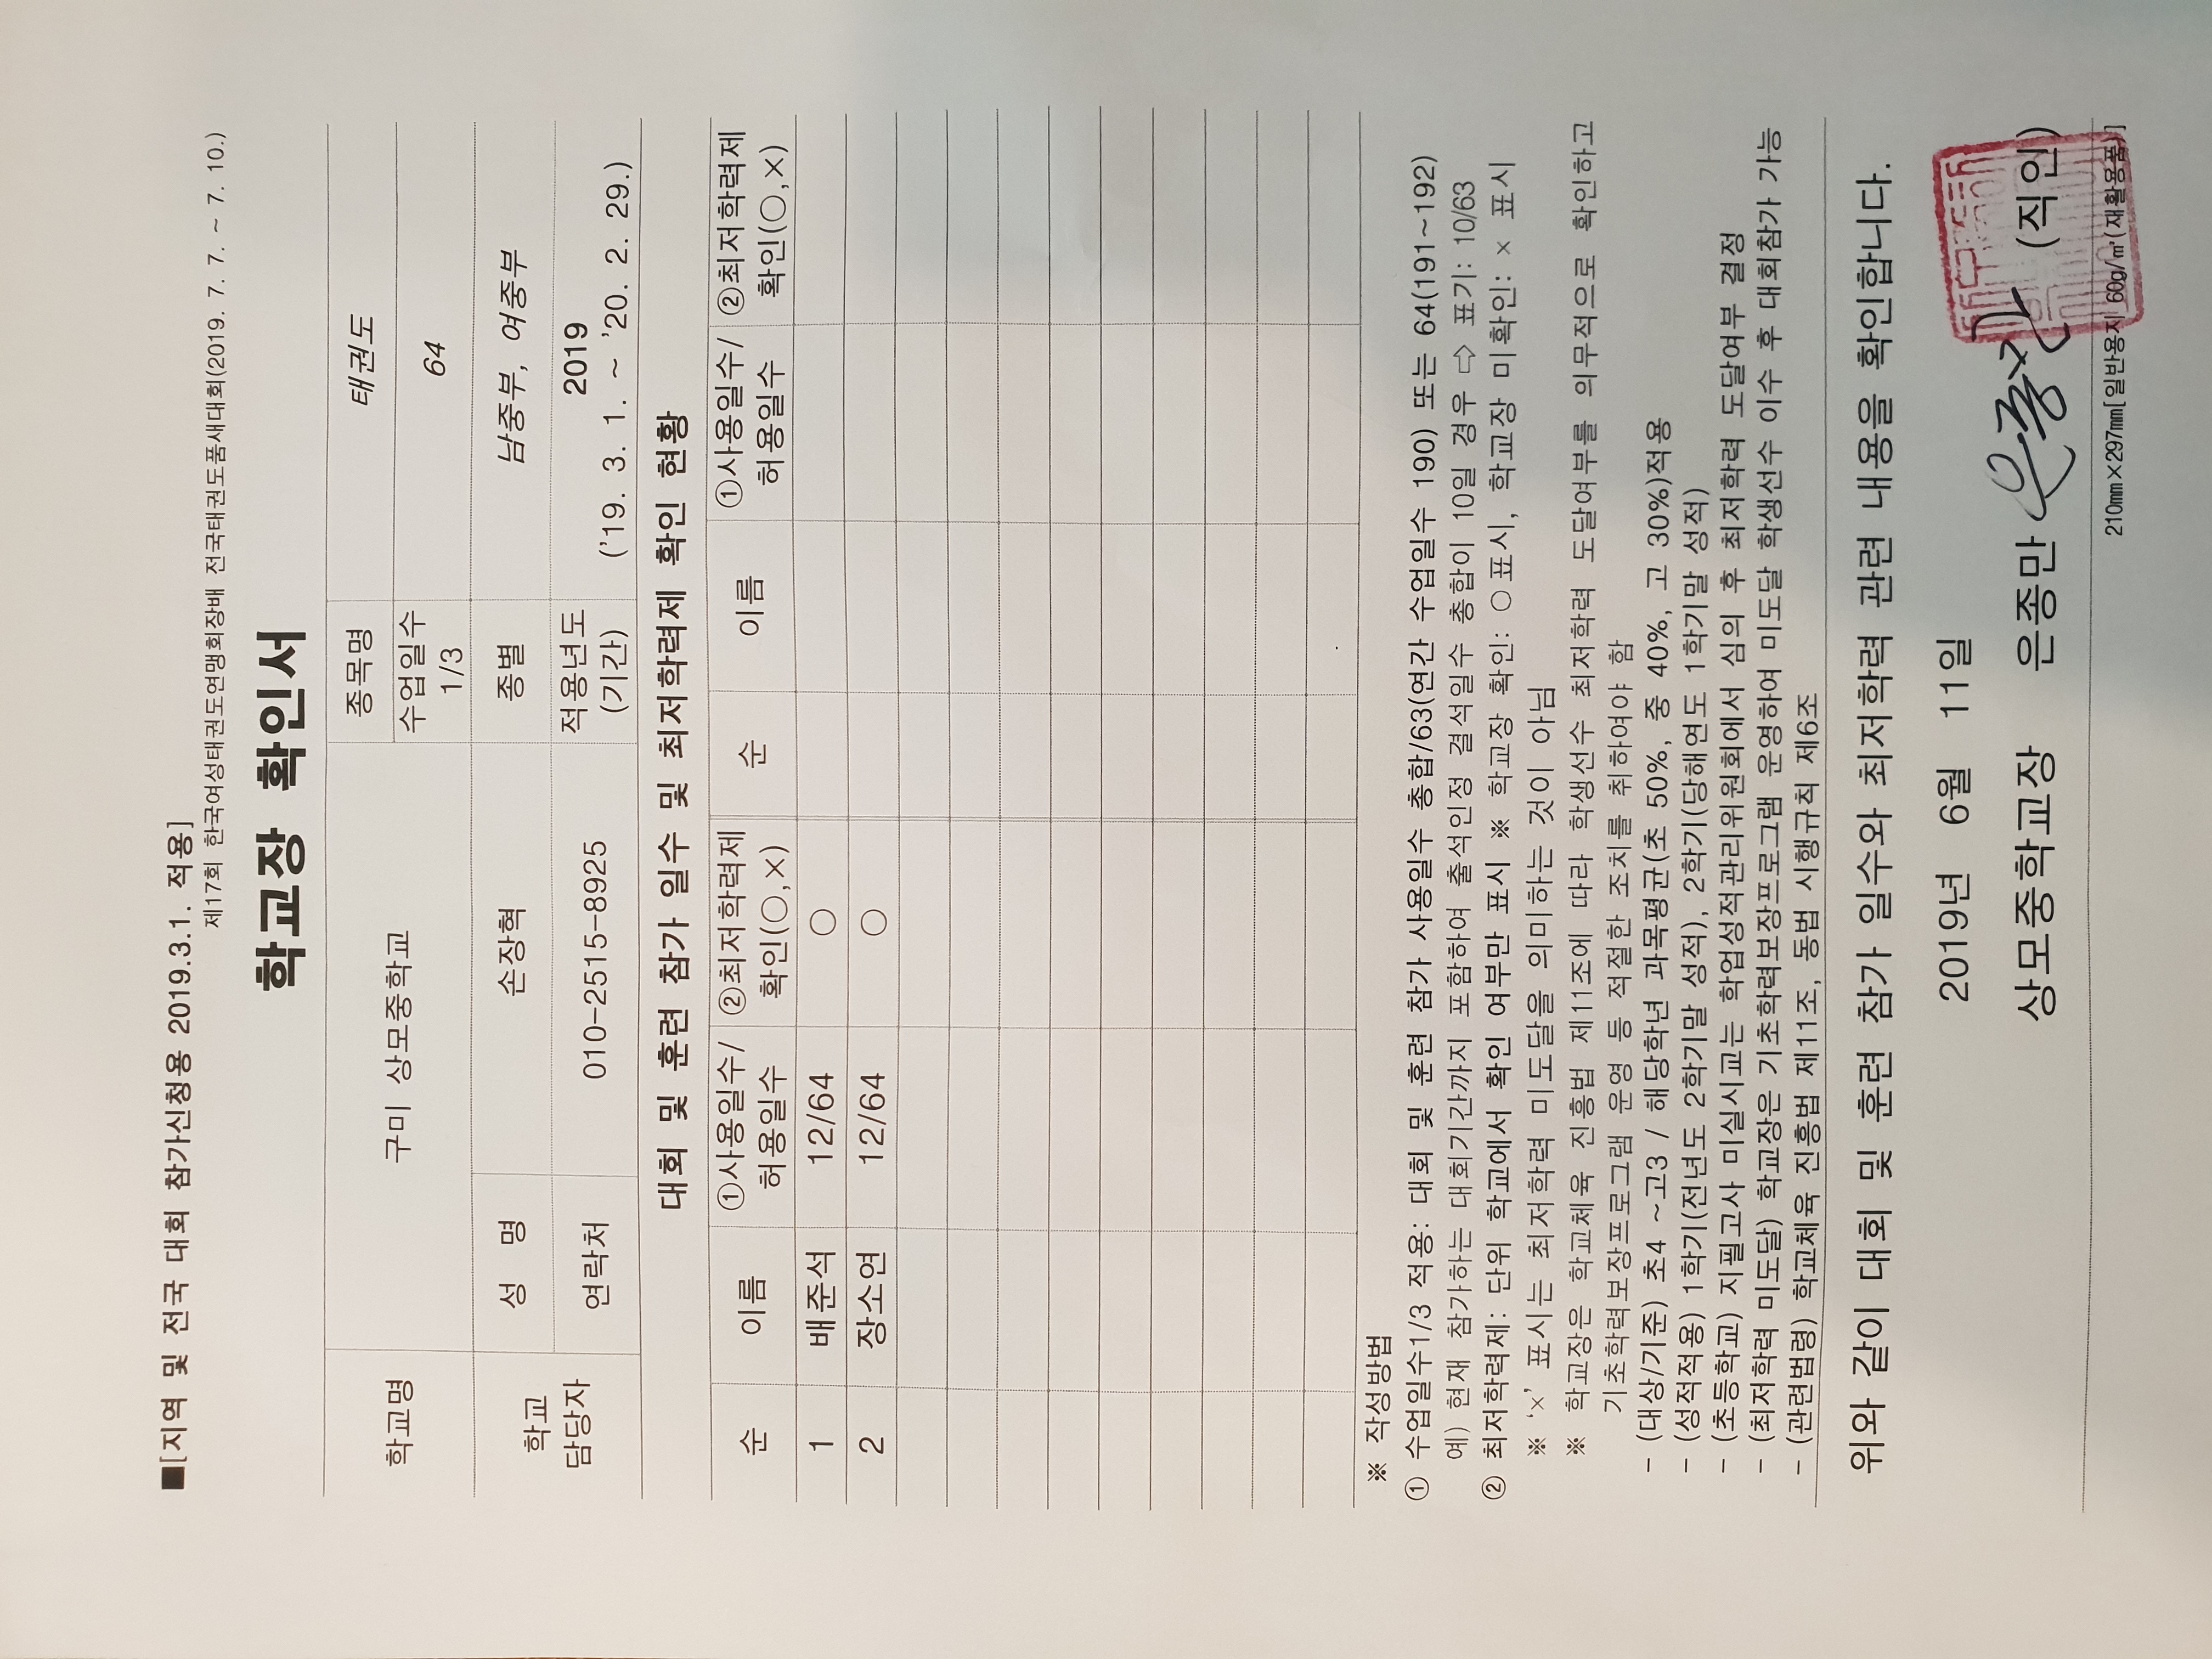 ■[지역 및 전국 대회 참가신청용 2019.3.1. 적용]
제17회 한국여성태권도연맹회장배 전국태권도품새대회(2019. 7. 7. ~ 7. 10.)
학교장 확인서
학교명 구미 상모중학교 종목명 태권도
수업일수 1/3 64
학교 담당자 성 명 손장혁 종별 남중부, 여중부
연락처 010-2515-8925 적용년도 (기간) 2019 ('19. 3. 1. ~ '20. 2. 29.)
대회 및 훈련 참가 일수 및 최저학력제 확인 현황
순 이름 ①사용일수/허용일수 ②최저학력제 확인(○,×) 순 이름 ①사용일수/허용일수 ②최저학력제 확인(○,×)
1 배준석 12/64 ○
2 장소연 12/64 ○
※ 작성방법
① 수업일수1/3 적용: 대회 및 훈련 참가 사용일수 총합/63(연간 수업일수 190) 또는 64(191~192)
예) 현재 참가하는 대회기간까지 포함하여 출석인정 결석일수 총합이 10일 경우 ⇨ 표기: 10/63
② 최저학력제: 단위 학교에서 확인 여부만 표시 ※ 학교장 확인: ○ 표시, 학교장 미확인: × 표시
※ '×' 표시는 최저학력 미도달을 의미하는 것이 아님
※ 학교장은 학교체육 진흥법 제11조에 따라 학생선수 최저학력 도달여부를 의무적으로 확인하고
기초학력보장프로그램 운영 등 적절한 조치를 취하여야 함
- (대상/기준) 초4 ~고3 / 해당학년 과목평균(초 50%, 중 40%, 고 30%)적용
- (성적적용) 1학기(전년도 2학기말 성적), 2학기(당해연도 1학기말 성적)
- (초등학교) 지필고사 미실시교는 학업성적관리위원회에서 심의 후 최저학력 도달여부 결정
- (최저학력 미도달) 학교장은 기초학력보장프로그램 운영하여 미도달 학생선수 이수 후 대회참가 가능
- (관련법령) 학교체육 진흥법 제11조, 동법 시행규칙 제6조
위와 같이 대회 및 훈련 참가 일수와 최저학력 관련 내용을 확인합니다.
2019년 6월 11일
상모중학교장 은종만 (직인)
210㎜×297㎜[일반용지 60g/㎡(재활용품)]